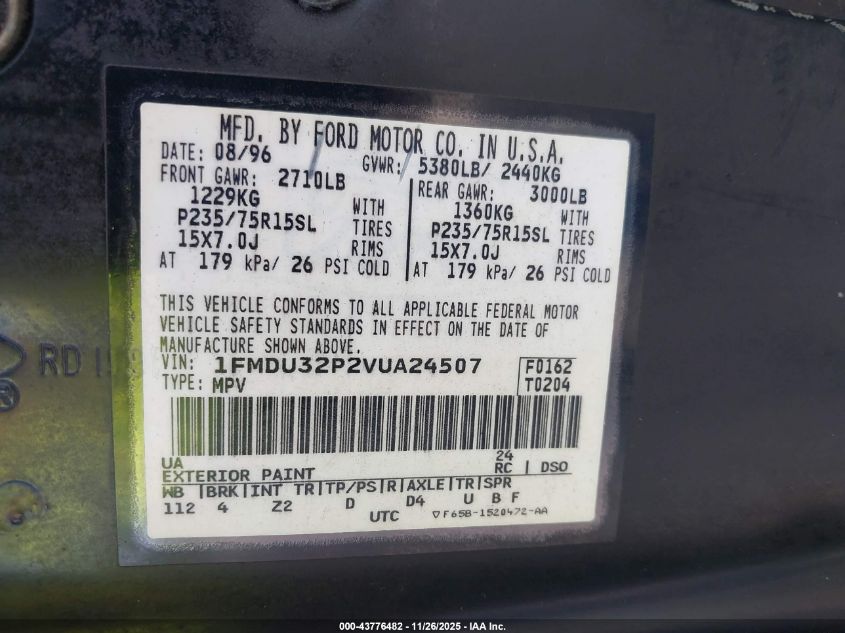 MFD. BY FORD MOTOR CO. IN U.S.A.
DATE: 08/96 GVWR: 5380LB/ 2440KG
FRONT GAWR: 2710LB REAR GAWR: 3000LB
1229KG WITH 1360KG WITH
P235/75R15SL TIRES P235/75R15SL TIRES
15X7.0J RIMS 15X7.0J RIMS
AT 179 kPa/ 26 PSI COLD AT 179 kPa/ 26 PSI COLD
THIS VEHICLE CONFORMS TO ALL APPLICABLE FEDERAL MOTOR
VEHICLE SAFETY STANDARDS IN EFFECT ON THE DATE OF
MANUFACTURE SHOWN ABOVE.
VIN: 1FMDU32P2VUA24507 F0162
TYPE: MPV T0204
RD
®
UA 24
EXTERIOR PAINT RC DSO
WB BRK INT TR TP/PS R AXLE TR SPR
112 4 Z2 D D4 U B F
UTC ▽F65B-1520472-AA
000-43776482 - 11/26/2025 - IAA Inc.